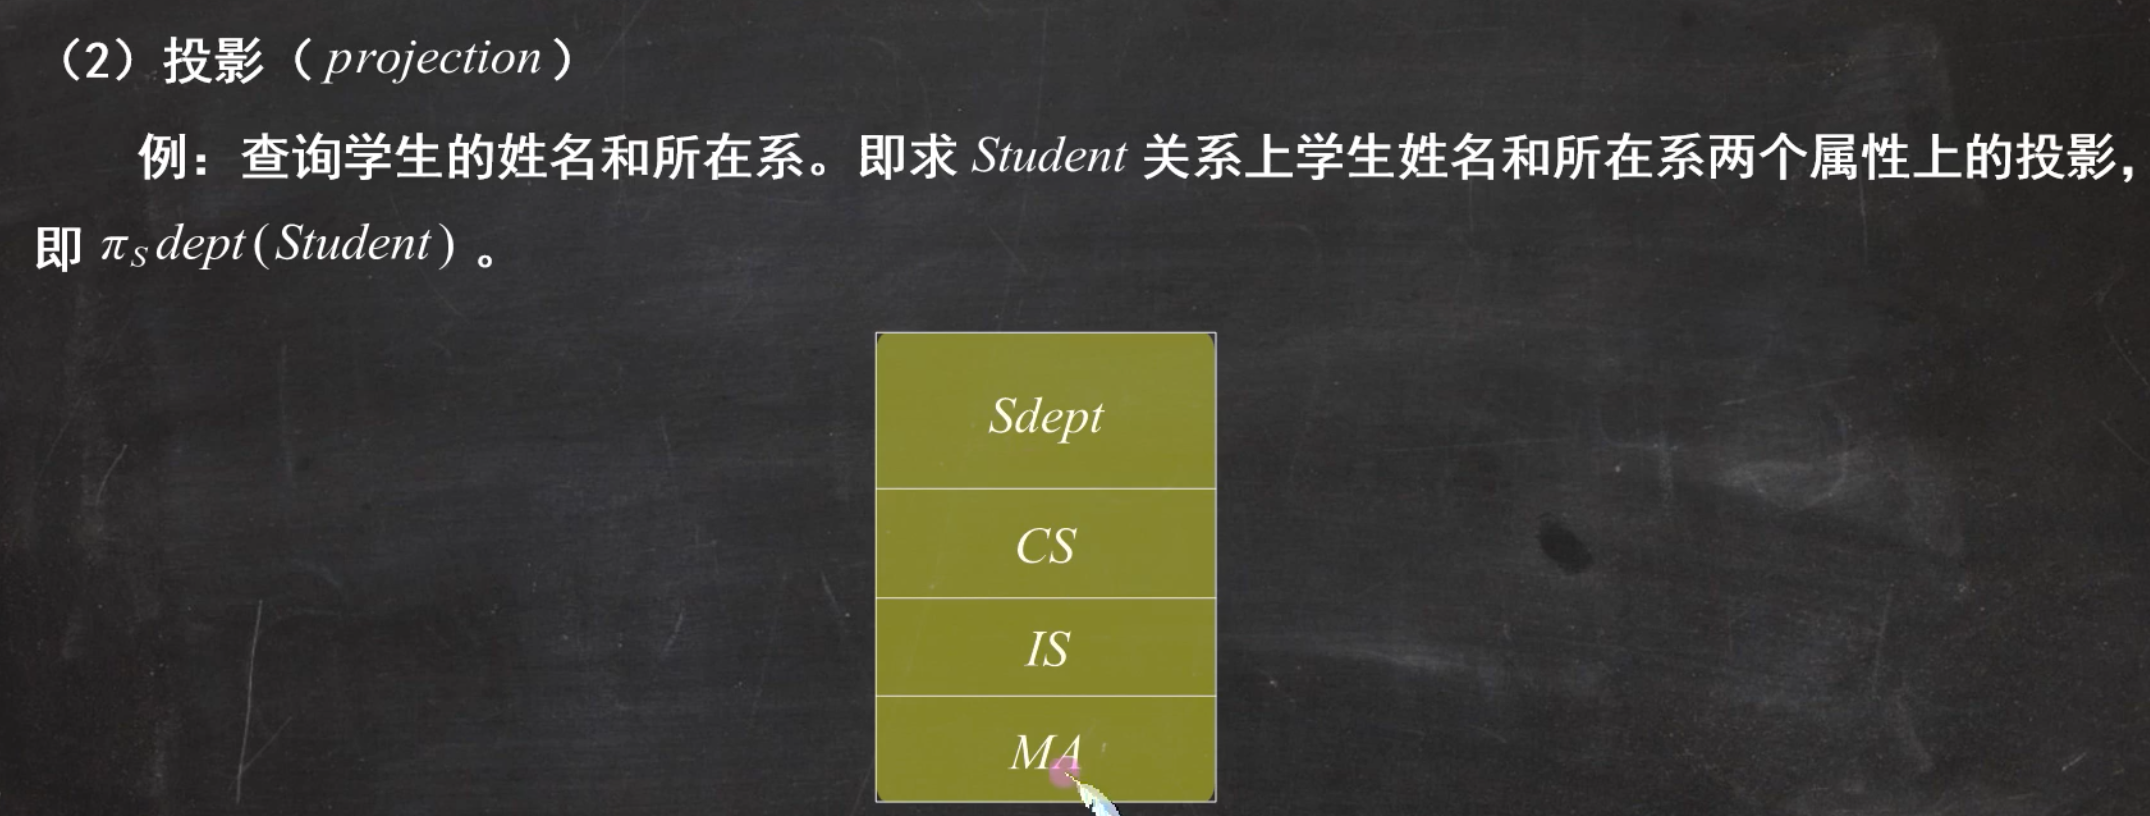 （2）投影（projection）
例：查询学生的姓名和所在系。即求 Student 关系上学生姓名和所在系两个属性上的投影，
即 π_S dept(Student) 。
Sdept
CS
IS
MA